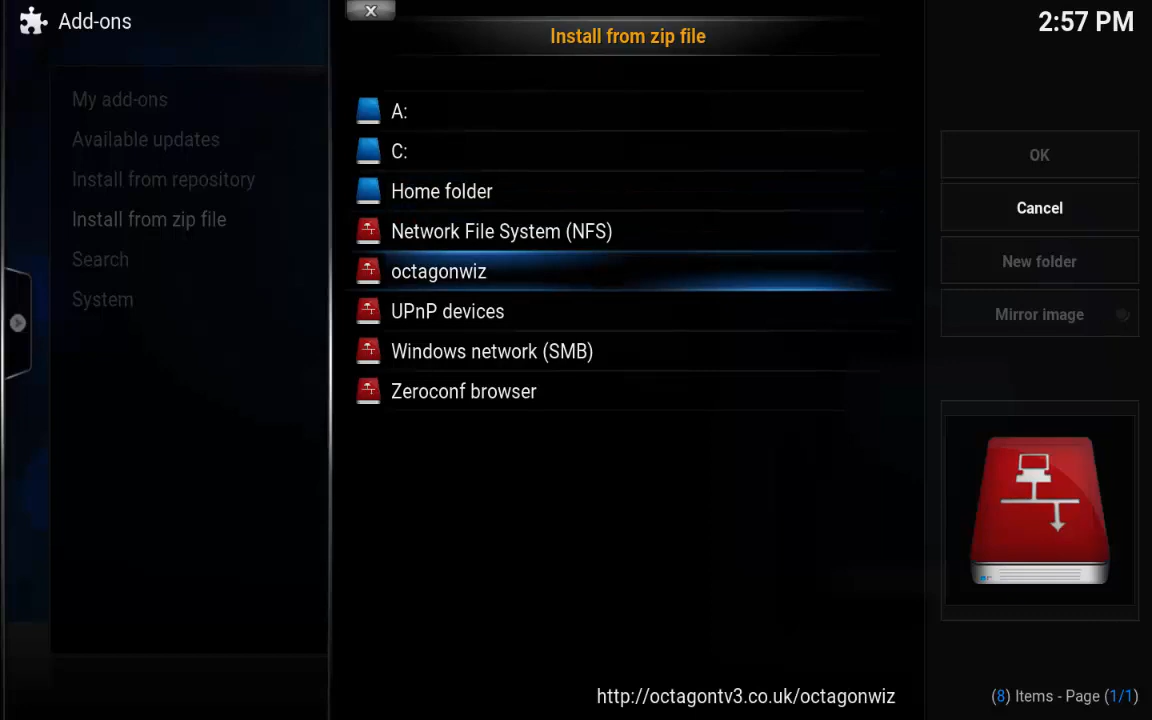 Add-ons
x
Install from zip file
2:57 PM
My add-ons
Available updates
Install from repository
Install from zip file
Search
System
A:
C:
Home folder
Network File System (NFS)
octagonwiz
UPnP devices
Windows network (SMB)
Zeroconf browser
OK
Cancel
New folder
Mirror image
http://octagontv3.co.uk/octagonwiz
(8) Items - Page (1/1)